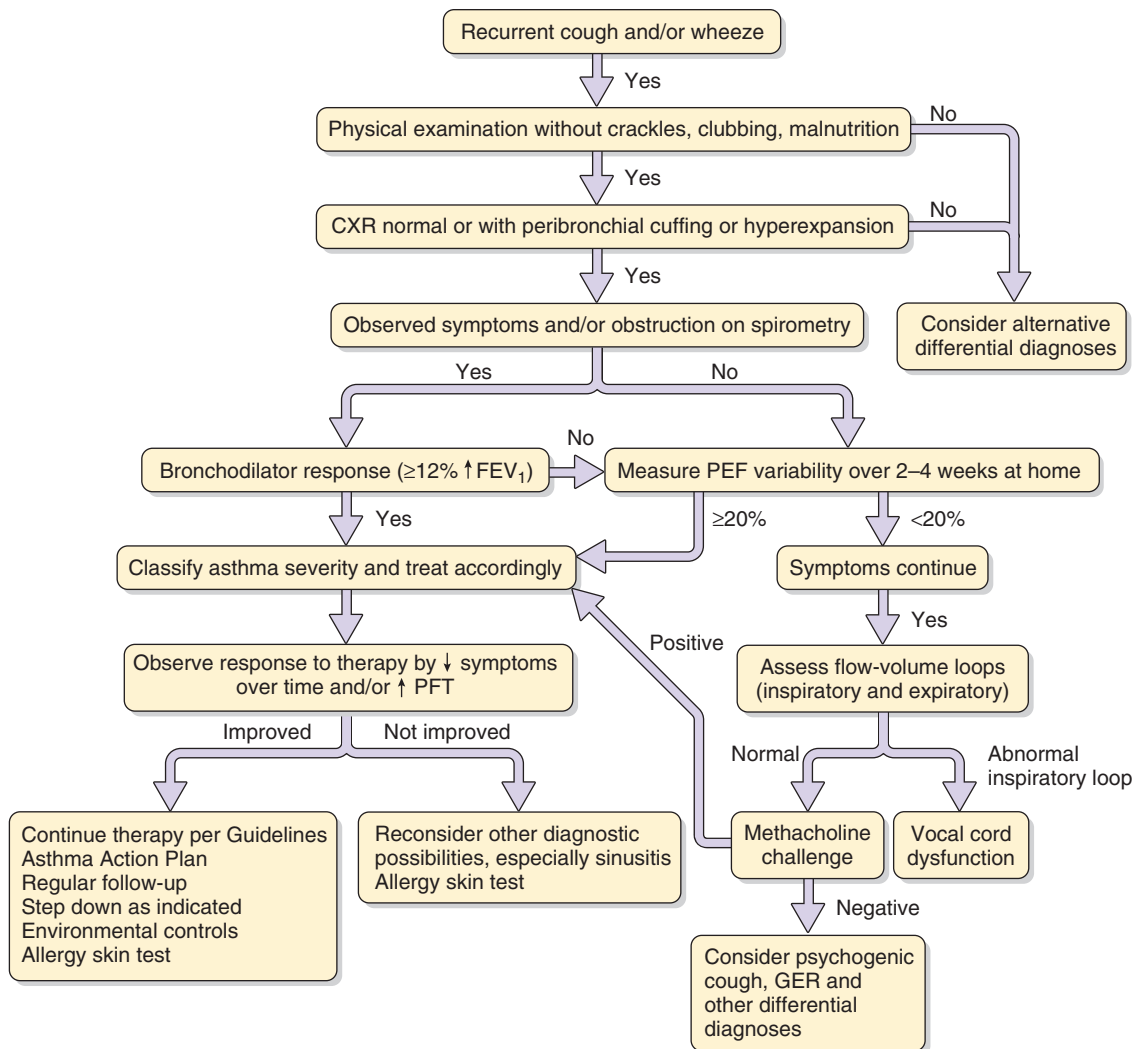 Recurrent cough and/or wheeze
Yes
Physical examination without crackles, clubbing, malnutrition
No
Yes
CXR normal or with peribronchial cuffing or hyperexpansion
No
Yes
Observed symptoms and/or obstruction on spirometry
Consider alternative
differential diagnoses
Yes
No
Bronchodilator response (≥12% ↑ FEV₁)
No
Measure PEF variability over 2–4 weeks at home
Yes
≥20%
<20%
Classify asthma severity and treat accordingly
Symptoms continue
Yes
Positive
Observe response to therapy by ↓ symptoms
over time and/or ↑ PFT
Assess flow-volume loops
(inspiratory and expiratory)
Improved
Not improved
Normal
Abnormal
inspiratory loop
Continue therapy per Guidelines
Asthma Action Plan
Regular follow-up
Step down as indicated
Environmental controls
Allergy skin test
Reconsider other diagnostic
possibilities, especially sinusitis
Allergy skin test
Methacholine
challenge
Vocal cord
dysfunction
Negative
Consider psychogenic
cough, GER and
other differential
diagnoses